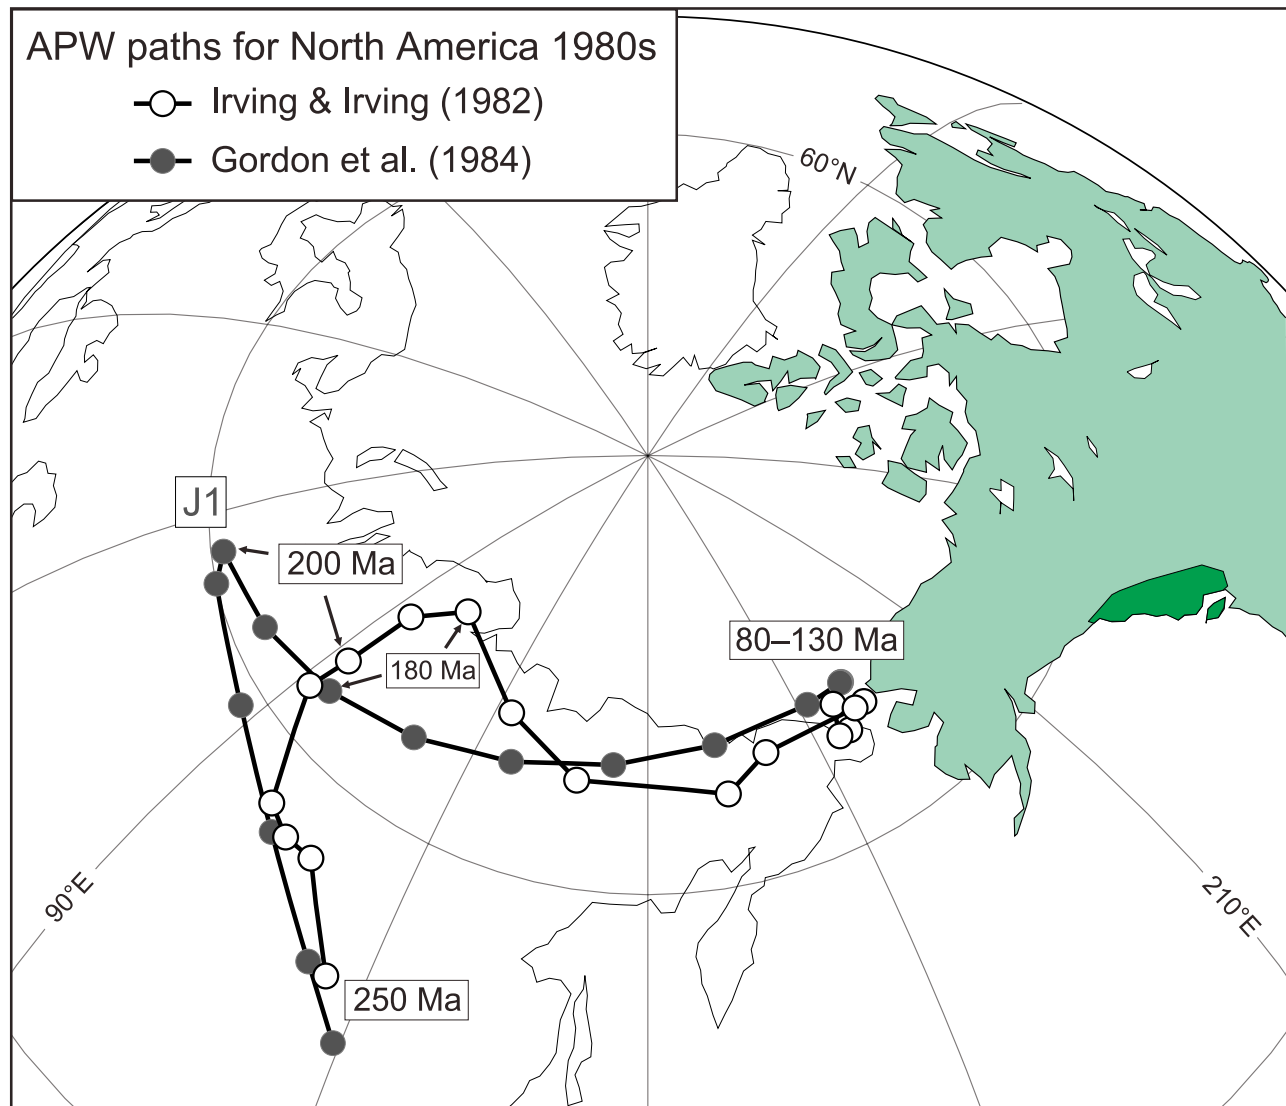 APW paths for North America 1980s
Irving & Irving (1982)
Gordon et al. (1984)
60°N
J1
200 Ma
180 Ma
80–130 Ma
90°E
210°E
250 Ma